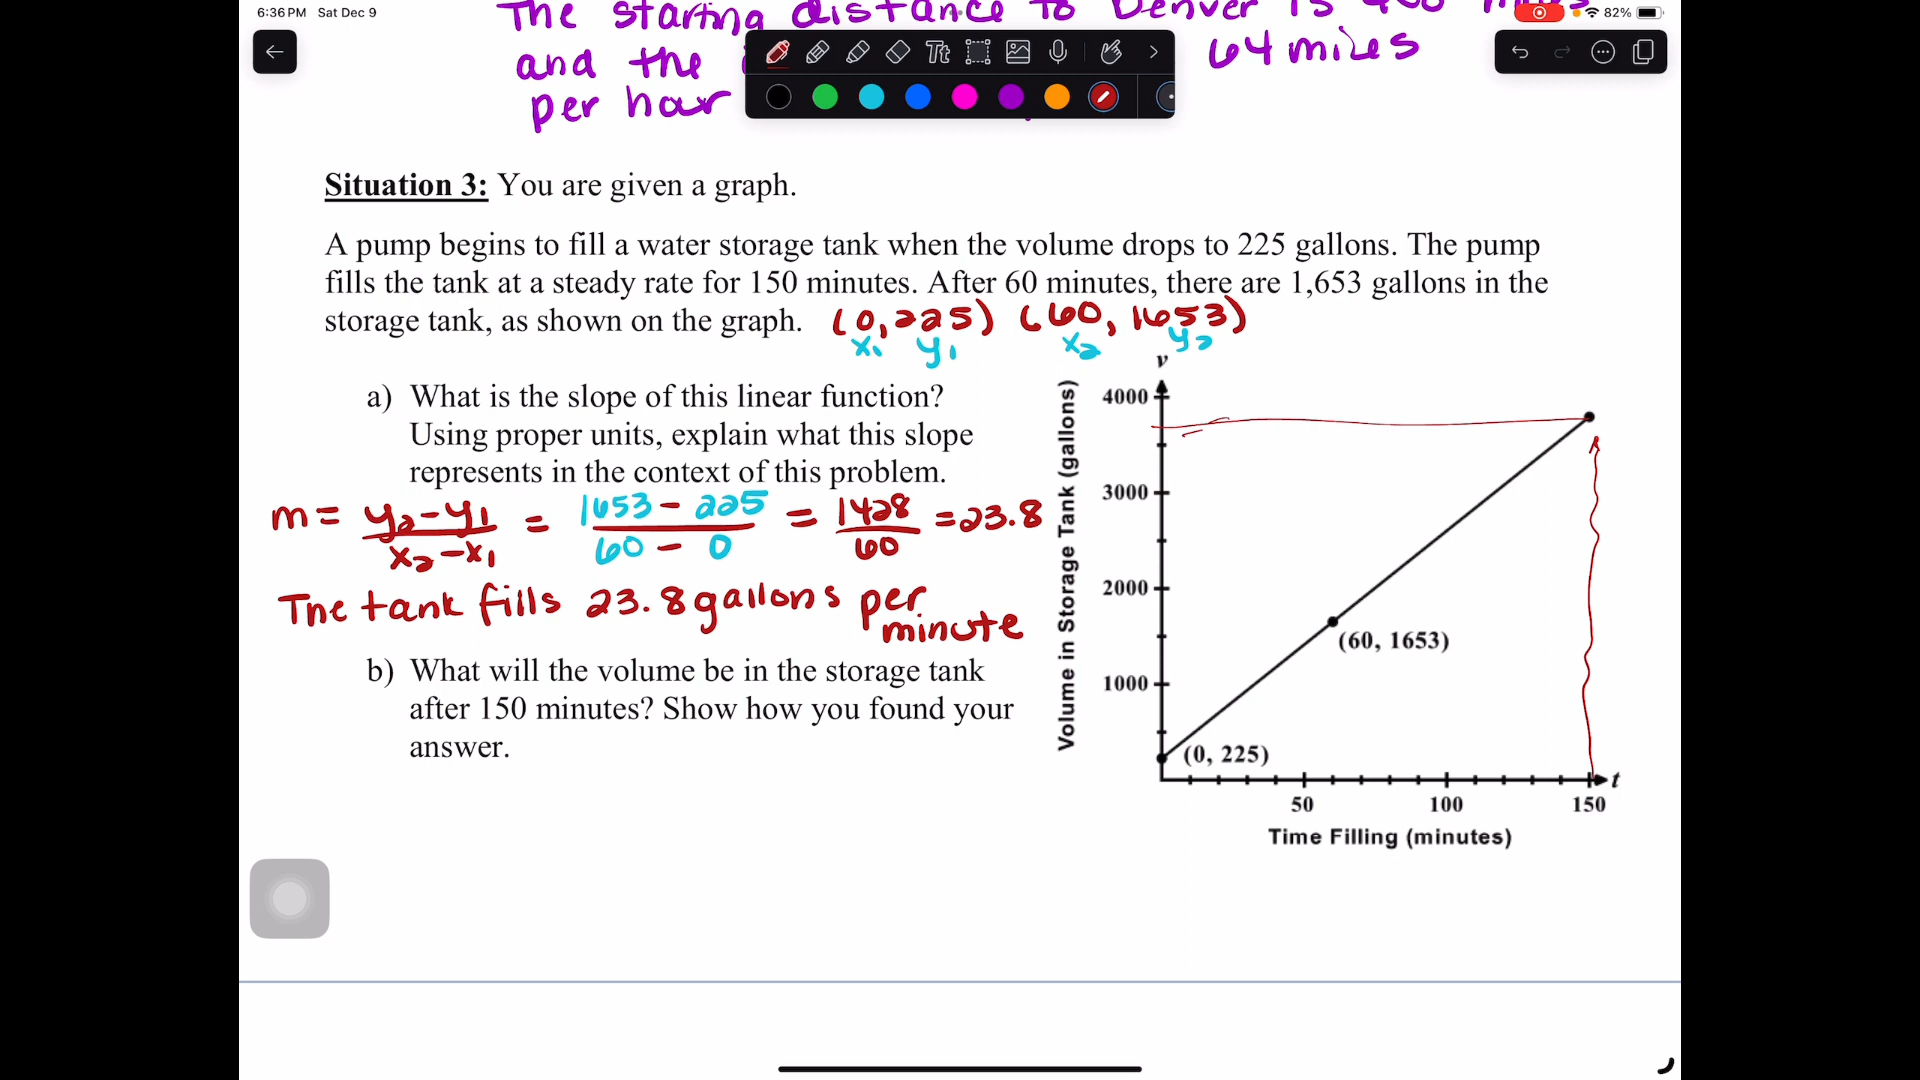 6:36 PM Sat Dec 9
82%
The starting distance to Denver is
and the
64 miles
per hour
Tt
Situation 3: You are given a graph.
A pump begins to fill a water storage tank when the volume drops to 225 gallons. The pump
fills the tank at a steady rate for 150 minutes. After 60 minutes, there are 1,653 gallons in the
storage tank, as shown on the graph. (0,225) (60, 1653)
x1 y1 x2 y2
a) What is the slope of this linear function?
Using proper units, explain what this slope
represents in the context of this problem.
m = y2-y1 / x2-x1 = 1653 - 225 / 60 - 0 = 1428 / 60 = 23.8
The tank fills 23.8 gallons per
minute
b) What will the volume be in the storage tank
after 150 minutes? Show how you found your
answer.
v
Volume in Storage Tank (gallons)
4000
3000
2000
1000
(60, 1653)
(0, 225)
t
50 100 150
Time Filling (minutes)